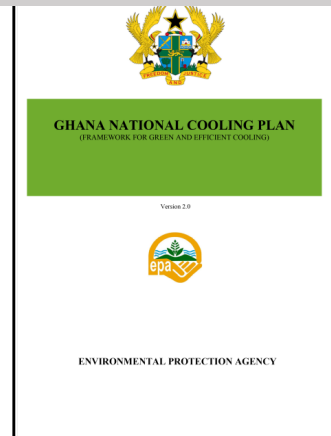 FREEDOM AND JUSTICE
GHANA NATIONAL COOLING PLAN
(FRAMEWORK FOR GREEN AND EFFICIENT COOLING)
Version 2.0
epa
ENVIRONMENTAL PROTECTION AGENCY